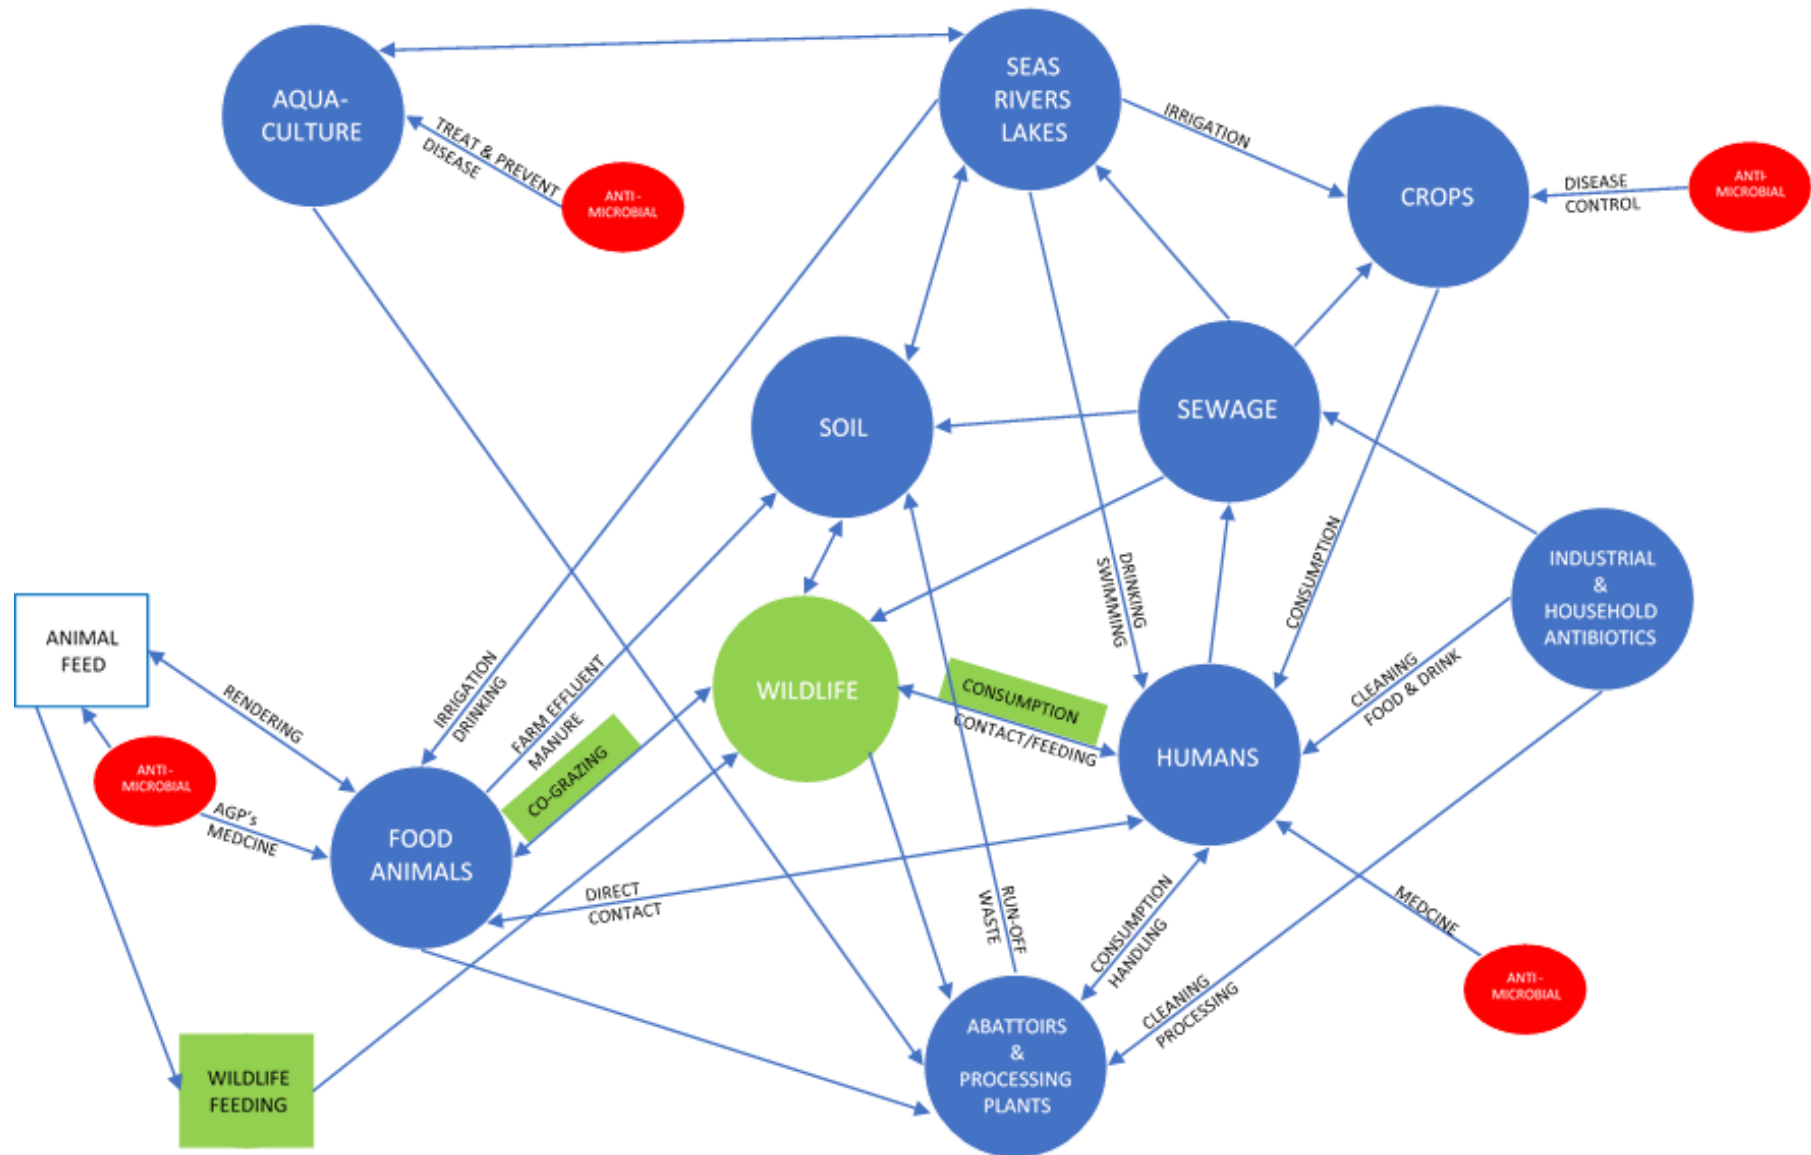 AQUA-
CULTURE
SEAS
RIVERS
LAKES
TREAT & PREVENT
DISEASE
ANTI-
MICROBIAL
IRRIGATION
CROPS
DISEASE
CONTROL
ANTI-
MICROBIAL
SOIL
SEWAGE
INDUSTRIAL
&
HOUSEHOLD
ANTIBIOTICS
CONSUMPTION
DRINKING
SWIMMING
ANIMAL
FEED
RENDERING
IRRIGATION
DRINKING
FARM EFFLUENT
MANURE
WILDLIFE
CONSUMPTION
CONTACT/FEEDING
CLEANING
FOOD & DRINK
HUMANS
ANTI-
MICROBIAL
AGP's
MEDCINE
CO-GRAZING
FOOD
ANIMALS
DIRECT
CONTACT
RUN-OFF
WASTE
CONSUMPTION
HANDLING
MEDCINE
ANTI-
MICROBIAL
CLEANING
PROCESSING
ABATTOIRS
&
PROCESSING
PLANTS
WILDLIFE
FEEDING